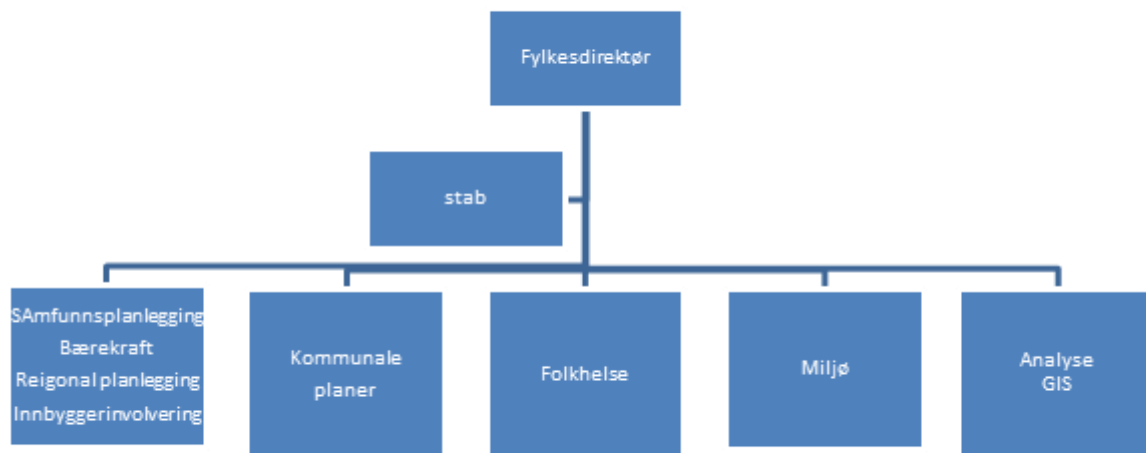 Fylkesdirektør
stab
SAmfunnsplanlegging
Bærekraft
Reigonal planlegging
Innbyggerinvolvering
Kommunale
planer
Folkhelse
Miljø
Analyse
GIS